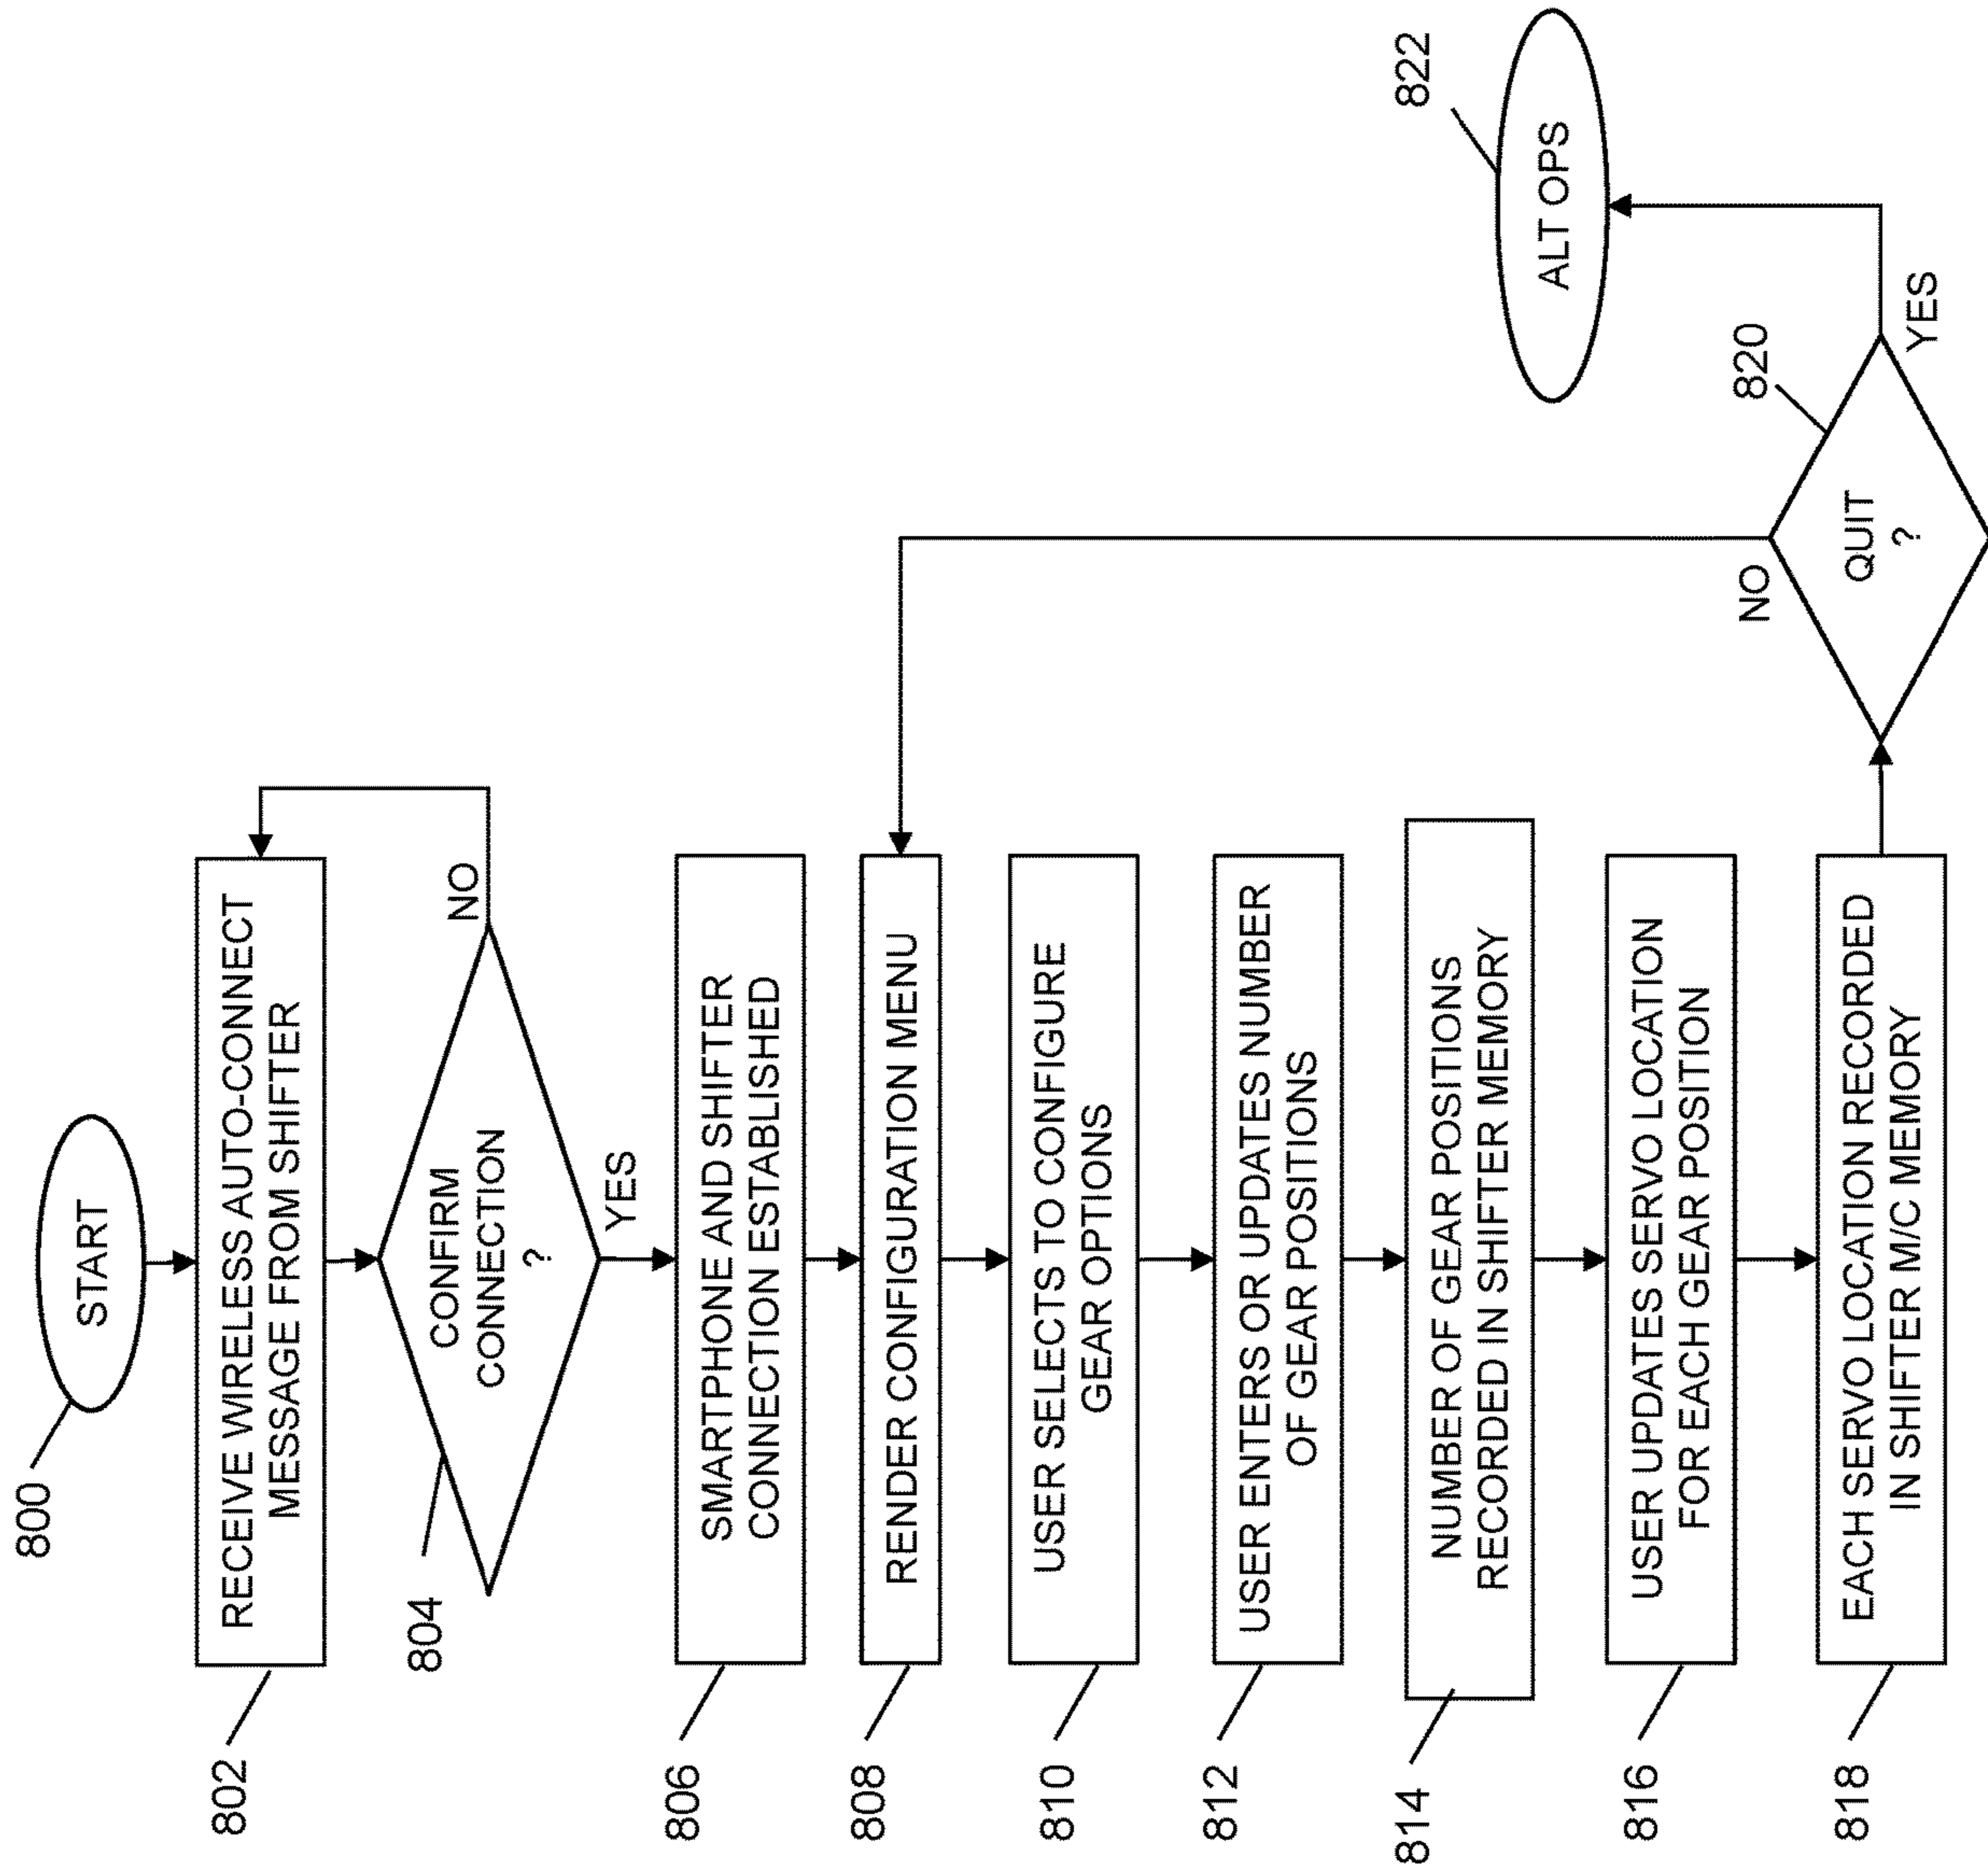 800
START
802
RECEIVE WIRELESS AUTO-CONNECT
MESSAGE FROM SHIFTER
804
CONFIRM
CONNECTION
?
NO
YES
806
SMARTPHONE AND SHIFTER
CONNECTION ESTABLISHED
808
RENDER CONFIGURATION MENU
810
USER SELECTS TO CONFIGURE
GEAR OPTIONS
812
USER ENTERS OR UPDATES NUMBER
OF GEAR POSITIONS
814
NUMBER OF GEAR POSITIONS
RECORDED IN SHIFTER MEMORY
816
USER UPDATES SERVO LOCATION
FOR EACH GEAR POSITION
818
EACH SERVO LOCATION RECORDED
IN SHIFTER M/C MEMORY
820
QUIT
?
NO
YES
822
ALT OPS